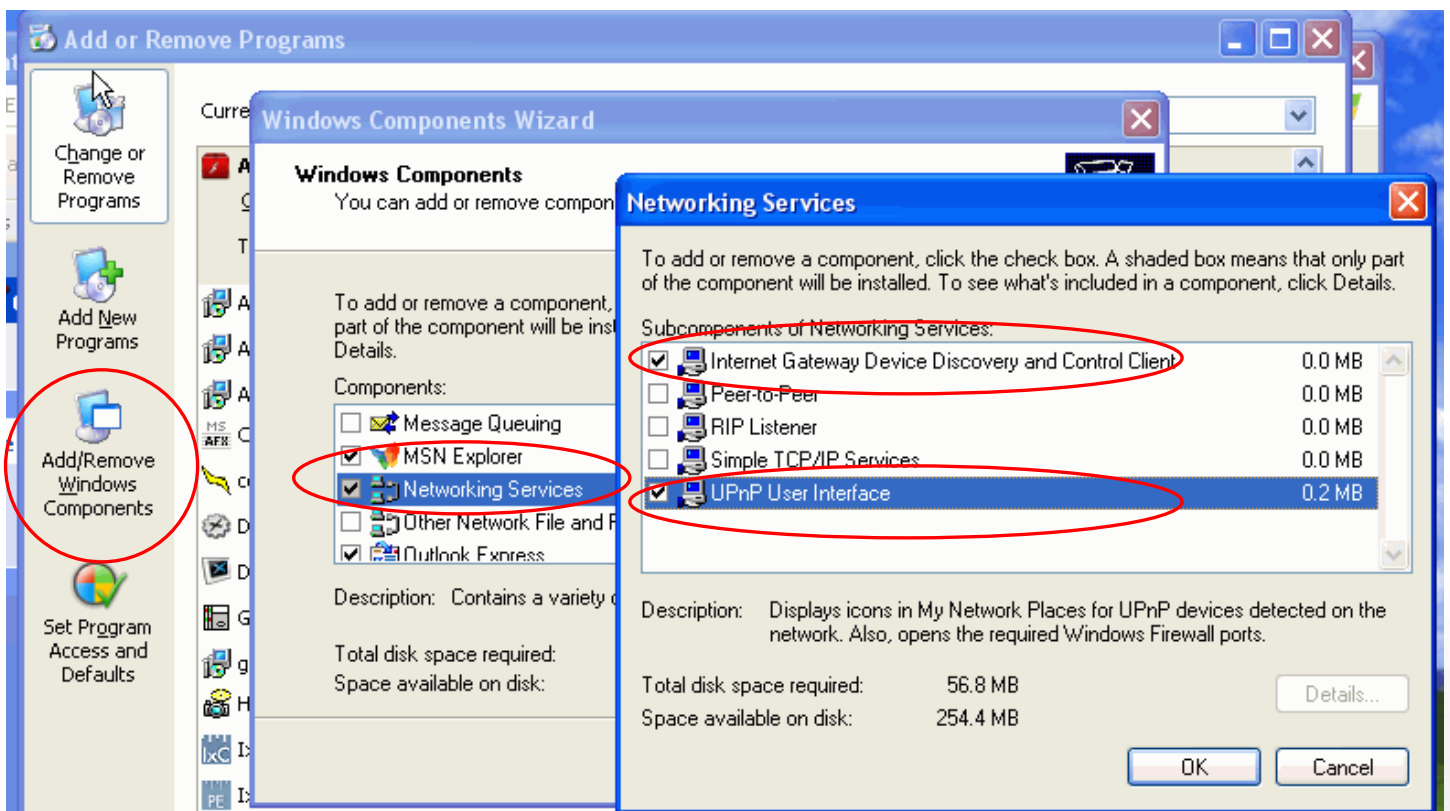 Add or Remove Programs
Change or
Remove
Programs
Add New
Programs
Add/Remove
Windows
Components
Set Program
Access and
Defaults
Curre
Windows Components Wizard
Windows Components
You can add or remove compon
To add or remove a component,
part of the component will be inst
Details.
Components:
Message Queuing
MSN Explorer
Networking Services
Other Network File and P
Outlook Express
Description: Contains a variety o
Total disk space required:
Space available on disk:
Networking Services
To add or remove a component, click the check box. A shaded box means that only part
of the component will be installed. To see what's included in a component, click Details.
Subcomponents of Networking Services:
Internet Gateway Device Discovery and Control Client 0.0 MB
Peer-to-Peer 0.0 MB
RIP Listener 0.0 MB
Simple TCP/IP Services 0.0 MB
UPnP User Interface 0.2 MB
Description: Displays icons in My Network Places for UPnP devices detected on the
network. Also, opens the required Windows Firewall ports.
Total disk space required: 56.8 MB
Space available on disk: 254.4 MB
Details...
OK Cancel